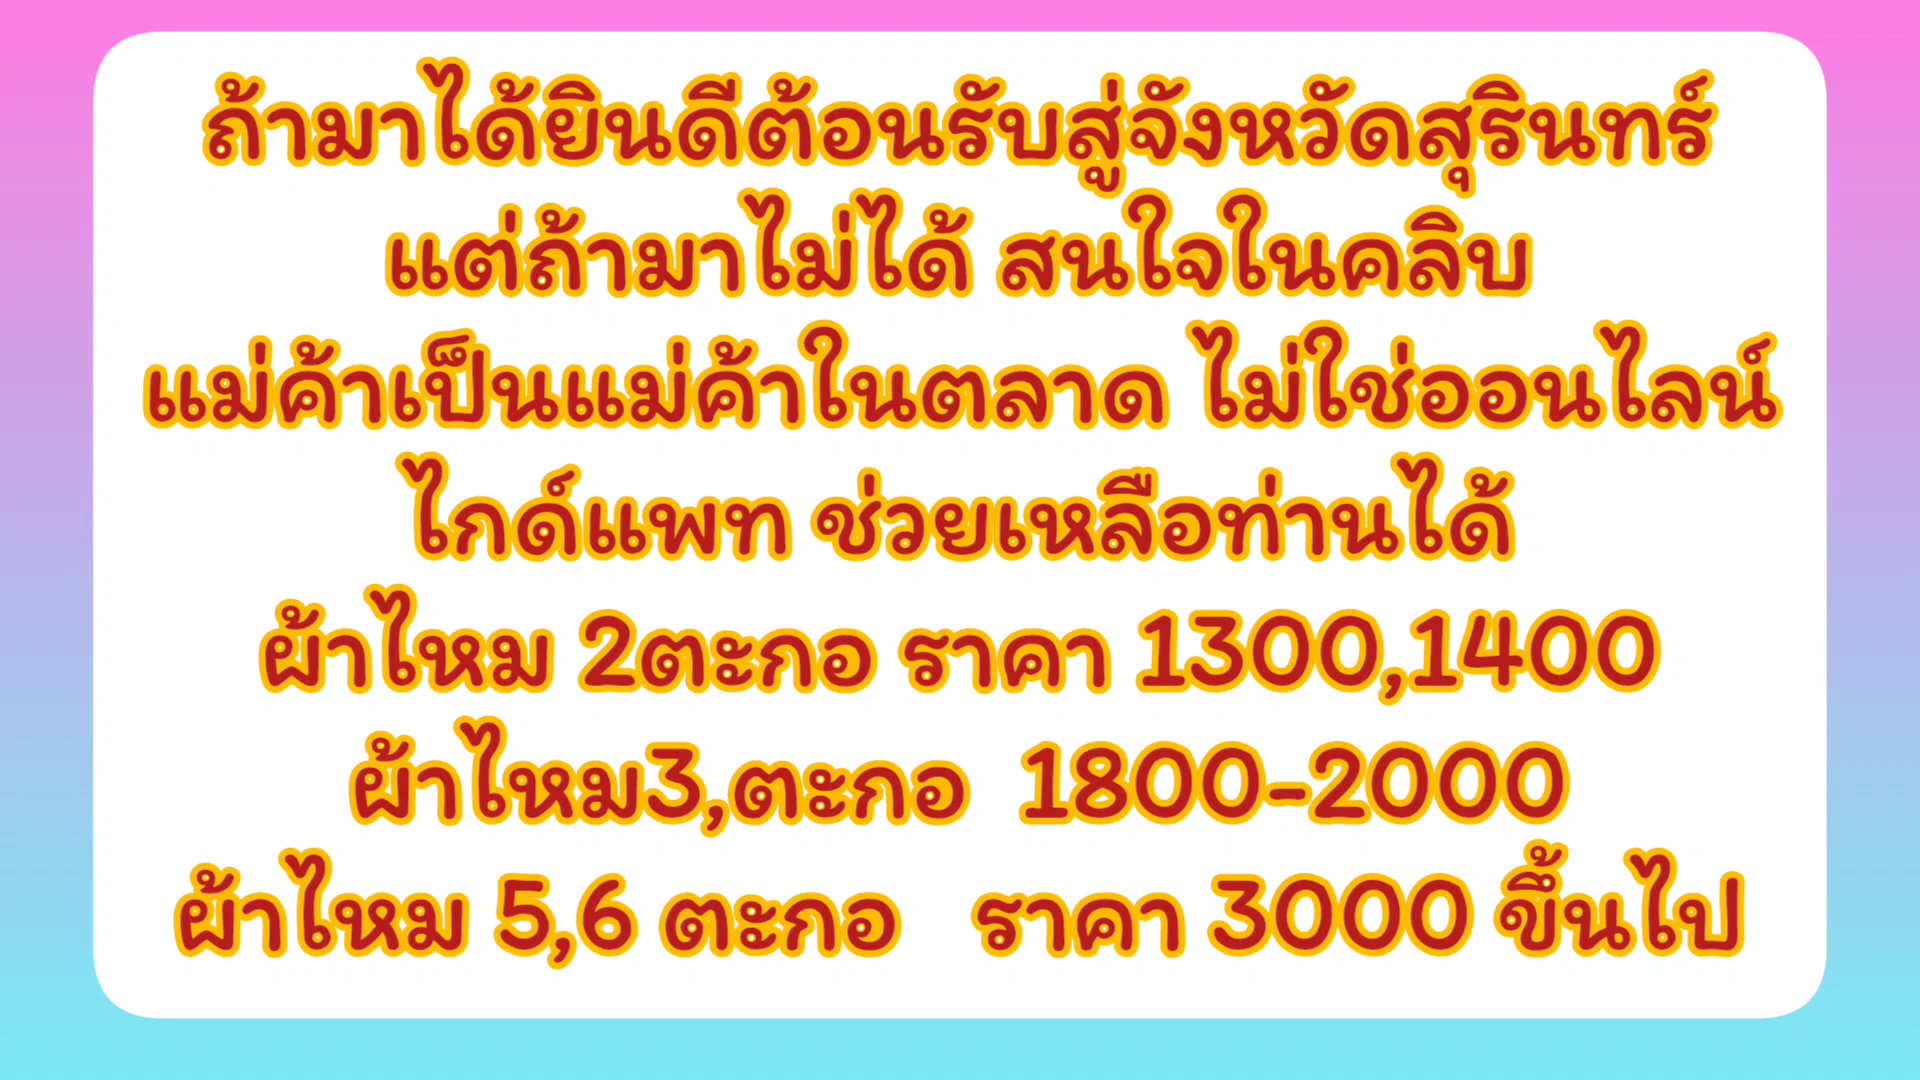 ถ้ามาได้ยินดีต้อนรับสู่จังหวัดสุรินทร์
แต่ถ้ามาไม่ได้ สนใจในคลิบ
แม่ค้าเป็นแม่ค้าในตลาด ไม่ใช่ออนไลน์
ไกด์แพท ช่วยเหลือท่านได้
ผ้าไหม 2ตะกอ ราคา 1300,1400
ผ้าไหม3,ตะกอ  1800-2000
ผ้าไหม 5,6 ตะกอ   ราคา 3000 ขึ้นไป